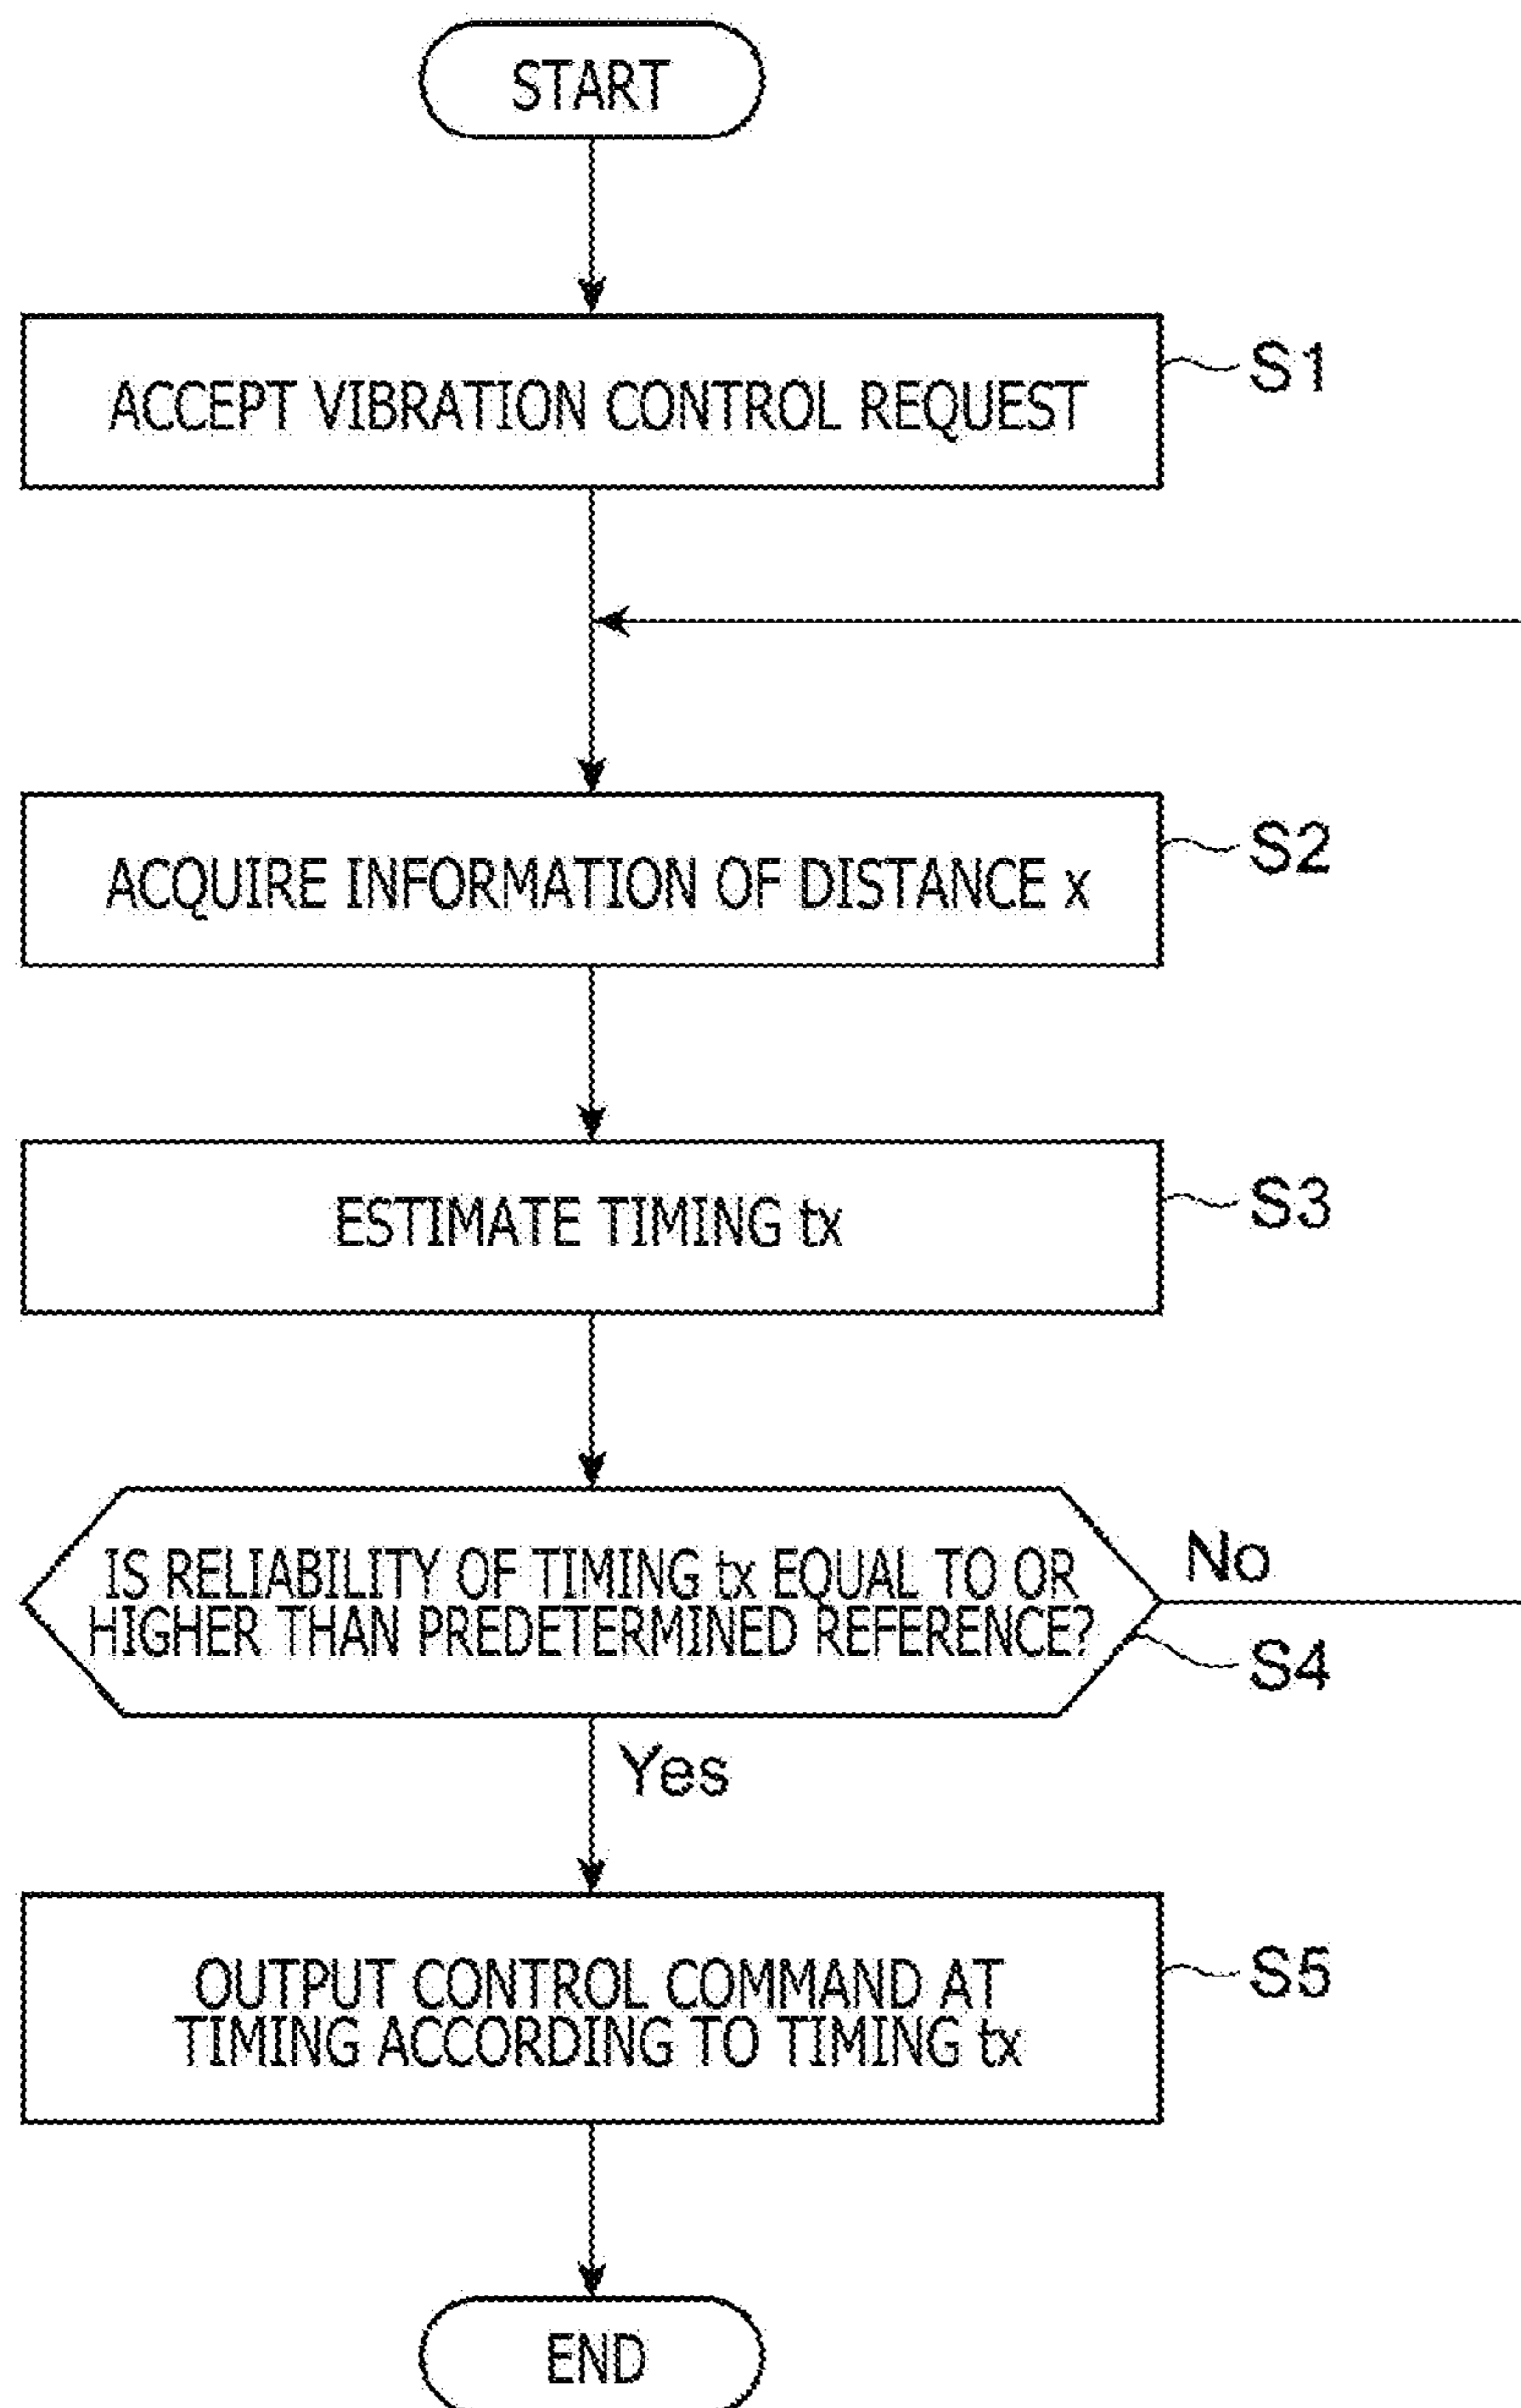 START
ACCEPT VIBRATION CONTROL REQUEST
S1
ACQUIRE INFORMATION OF DISTANCE x
S2
ESTIMATE TIMING tx
S3
IS RELIABILITY OF TIMING tx EQUAL TO OR
HIGHER THAN PREDETERMINED REFERENCE?
No
S4
Yes
OUTPUT CONTROL COMMAND AT
TIMING ACCORDING TO TIMING tx
S5
END